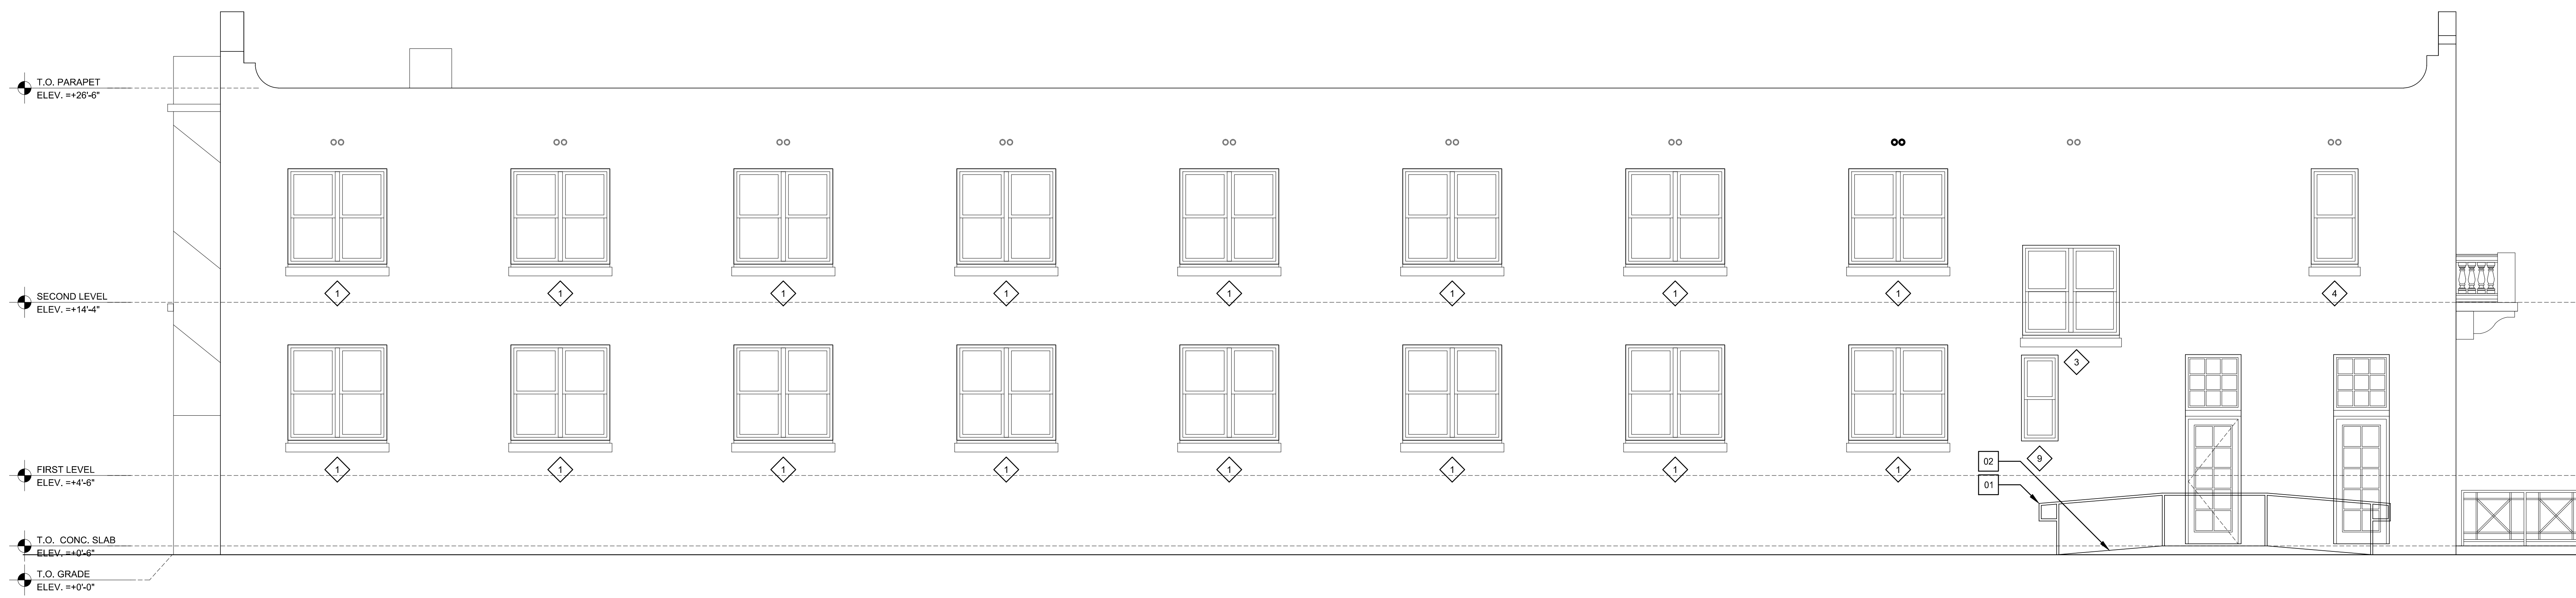 T.O. PARAPET
ELEV. =+26'-6"
1 1 1 1 1 1 1 1 4
SECOND LEVEL
ELEV. =+14'-4"
3
9
1 1 1 1 1 1 1 1
02
FIRST LEVEL
ELEV. =+4'-6"
01
T.O. CONC. SLAB
ELEV. =+0'-6"
T.O. GRADE
ELEV. =+0'-0"